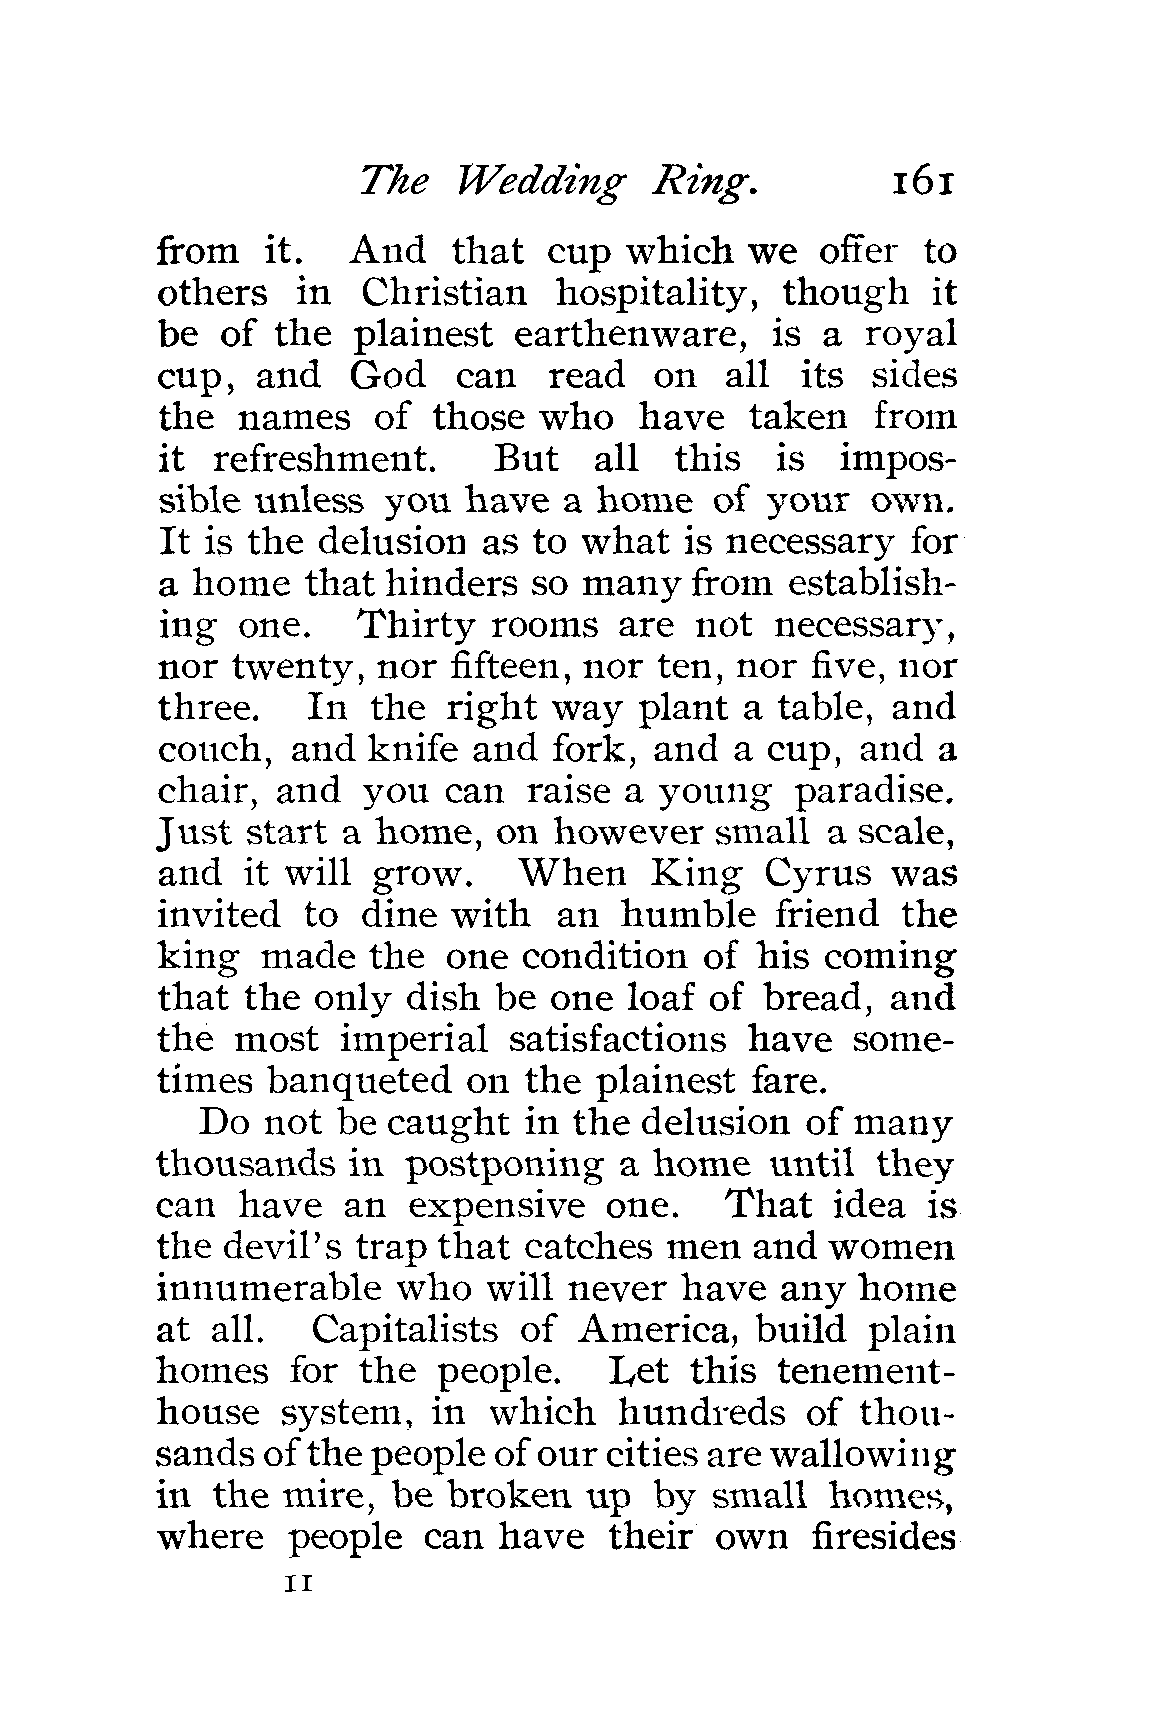 The Wedding Ring. 161
from it. And that cup which we offer to
others in Christian hospitality, though it
be of the plainest earthenware, is a royal
cup, and God can read on all its sides
the names of those who have taken from
it refreshment. But all this is impos-
sible unless you have a home of your own.
It is the delusion as to what is necessary for
a home that hinders so many from establish-
ing one. Thirty rooms are not necessary,
nor twenty, nor fifteen, nor ten, nor five, nor
three. In the right way plant a table, and
couch, and knife and fork, and a cup, and a
chair, and you can raise a young paradise.
Just start a home, on however small a scale,
and it will grow. When King Cyrus was
invited to dine with an humble friend the
king made the one condition of his coming
that the only dish be one loaf of bread, and
the most imperial satisfactions have some-
times banqueted on the plainest fare.
Do not be caught in the delusion of many
thousands in postponing a home until they
can have an expensive one. That idea is
the devil's trap that catches men and women
innumerable who will never have any home
at all. Capitalists of America, build plain
homes for the people. Let this tenement-
house system, in which hundreds of thou-
sands of the people of our cities are wallowing
in the mire, be broken up by small homes,
where people can have their own firesides
11